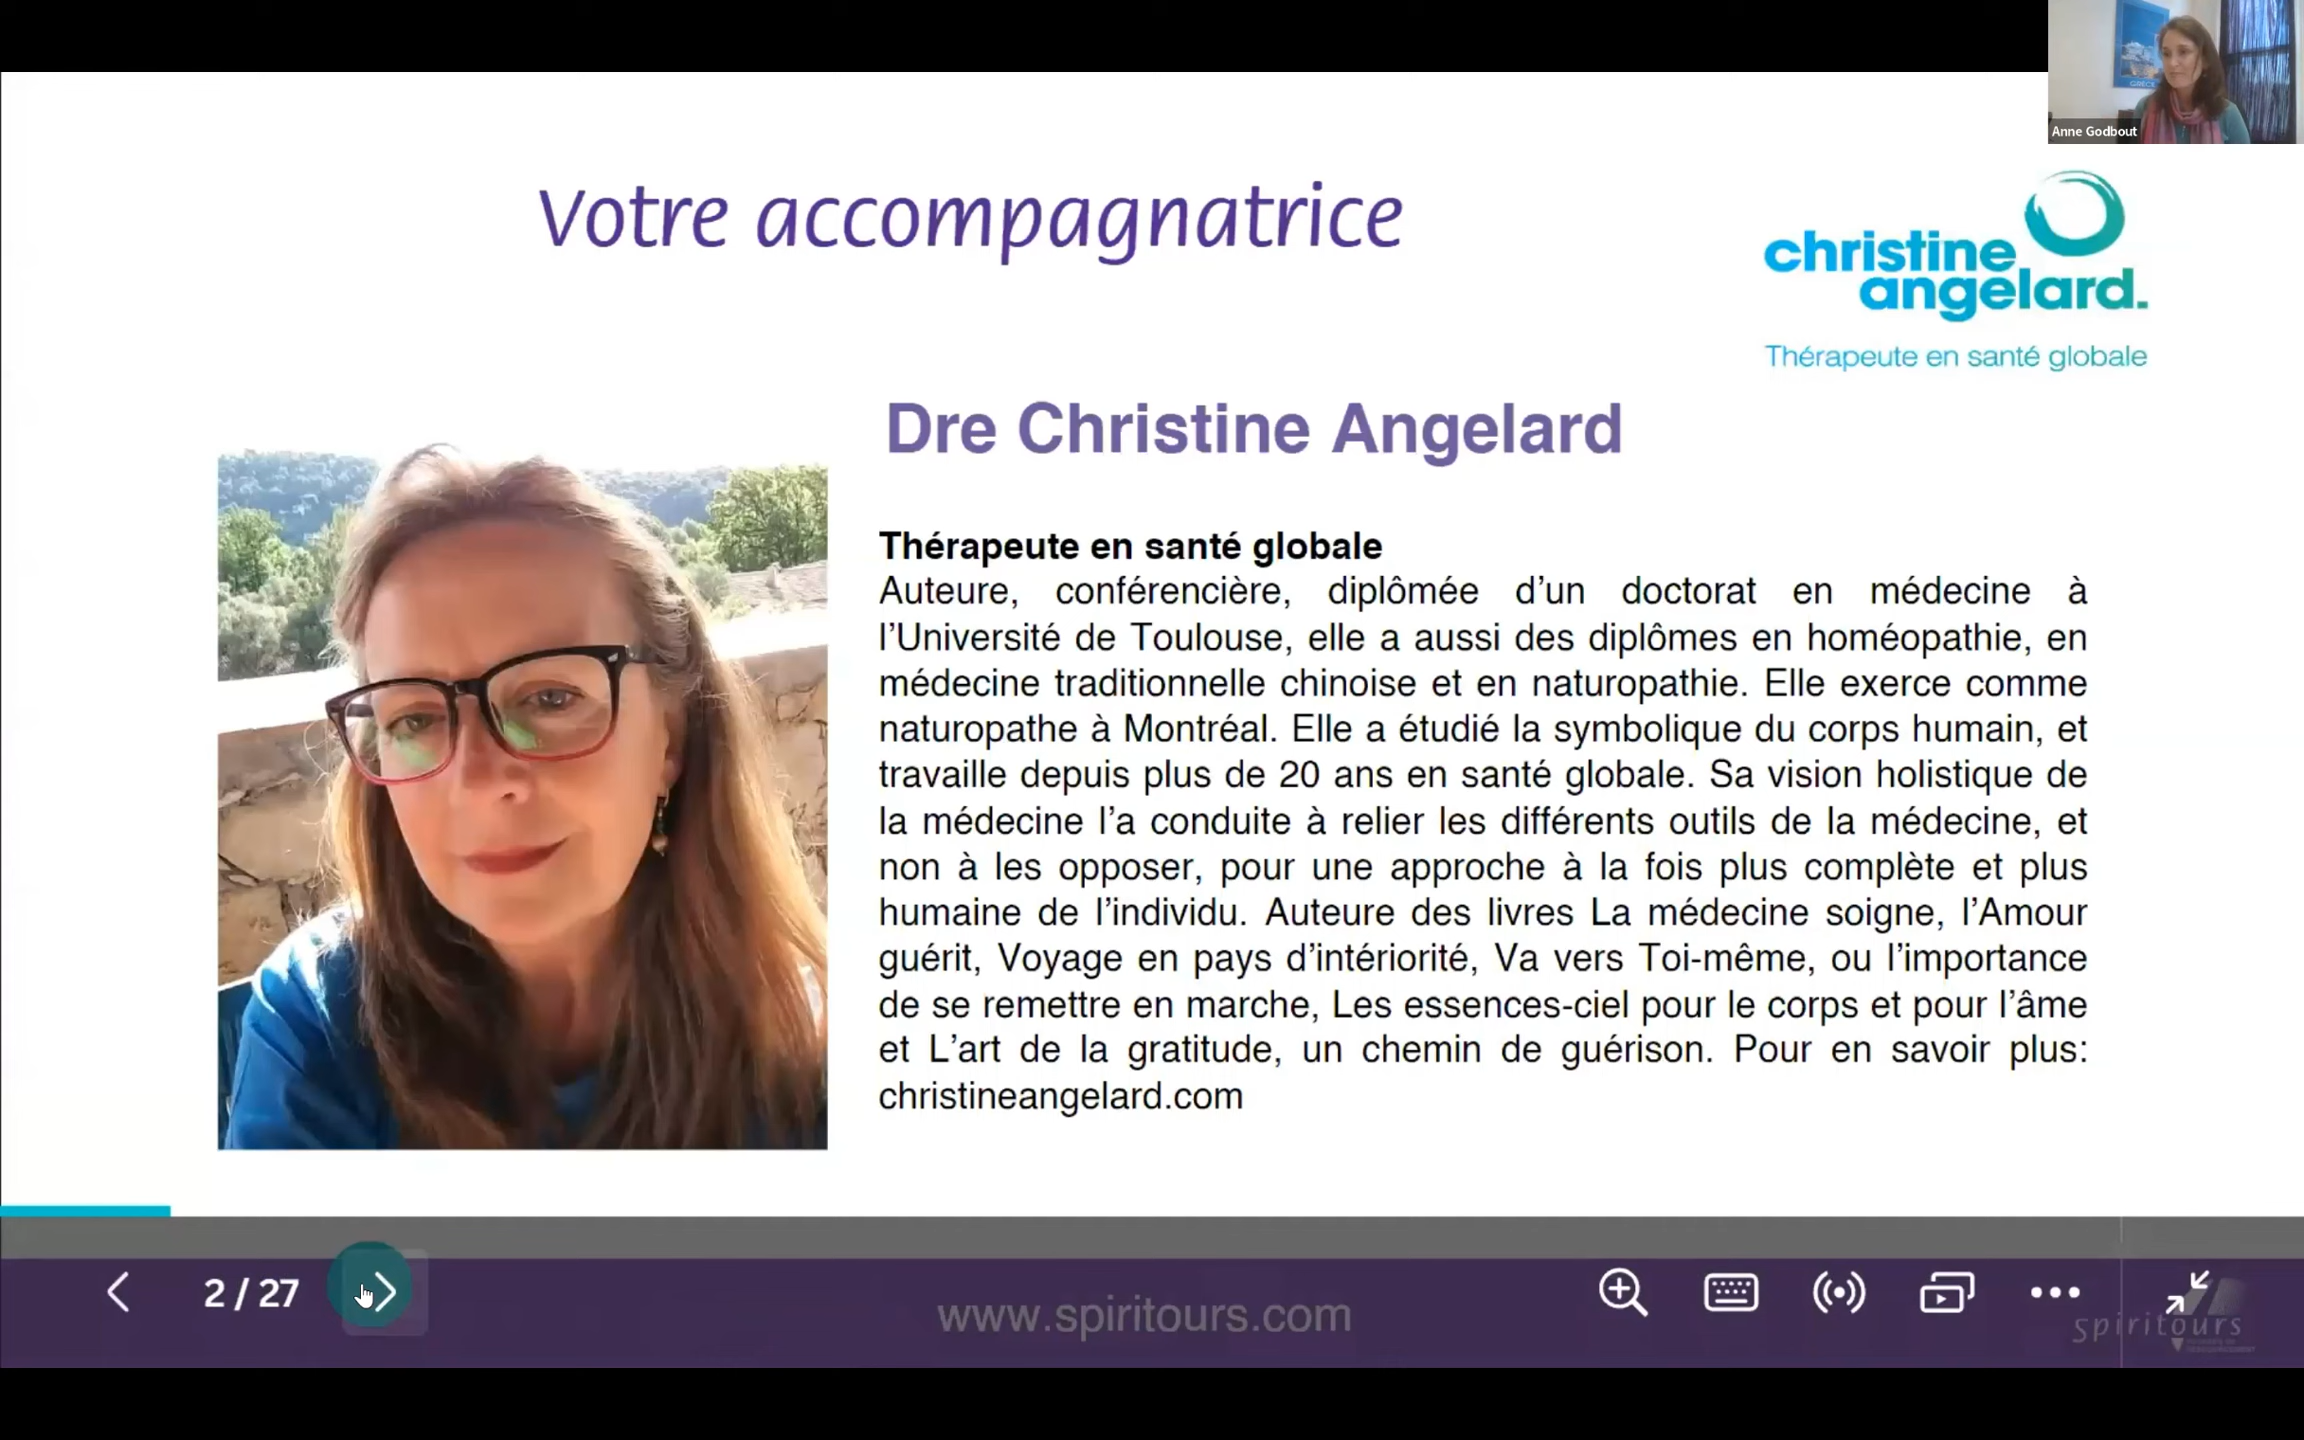 Anne Godbout
GRECE
Votre accompagnatrice
christine
angelard.
Thérapeute en santé globale
Dre Christine Angelard
Thérapeute en santé globale
Auteure, conférencière, diplômée d’un doctorat en médecine à
l’Université de Toulouse, elle a aussi des diplômes en homéopathie, en
médecine traditionnelle chinoise et en naturopathie. Elle exerce comme
naturopathe à Montréal. Elle a étudié la symbolique du corps humain, et
travaille depuis plus de 20 ans en santé globale. Sa vision holistique de
la médecine l’a conduite à relier les différents outils de la médecine, et
non à les opposer, pour une approche à la fois plus complète et plus
humaine de l’individu. Auteure des livres La médecine soigne, l’Amour
guérit, Voyage en pays d’intériorité, Va vers Toi-même, ou l’importance
de se remettre en marche, Les essences-ciel pour le corps et pour l’âme
et L’art de la gratitude, un chemin de guérison. Pour en savoir plus:
christineangelard.com
2 / 27
www.spiritours.com
spiritours